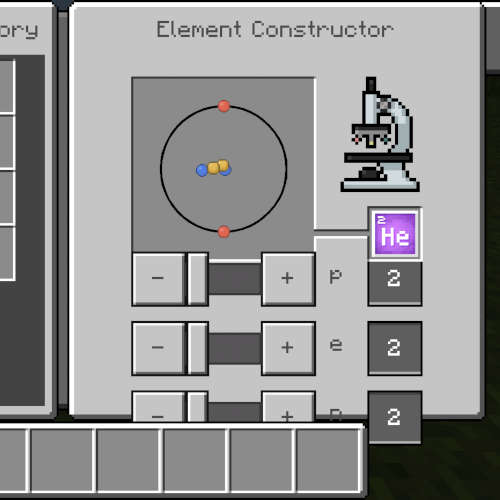 ory
Element Constructor
2
He
- + p 2
- + e 2
- + n 2